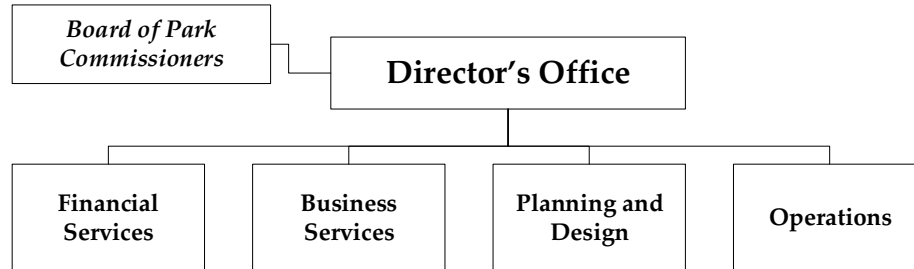 Board of Park
Commissioners
Director’s Office
Financial
Services
Business
Services
Planning and
Design
Operations